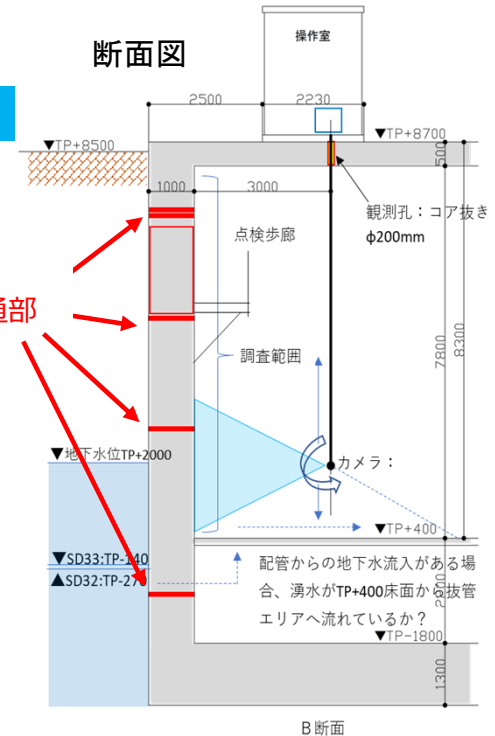 断面図
操作室
2500
2230
▼TP+8500
▼TP+8700
500
1000
3000
観測孔：コア抜き
φ200mm
点検歩廊
通部
7800
8300
調査範囲
▼地下水位TP+2000
カメラ：
▼TP+400
▼SD33:TP-140
▲SD32:TP-270
配管からの地下水流入がある場
合、湧水がTP+400床面から抜管
エリアへ流れているか？
▼TP-1800
1300
B断面